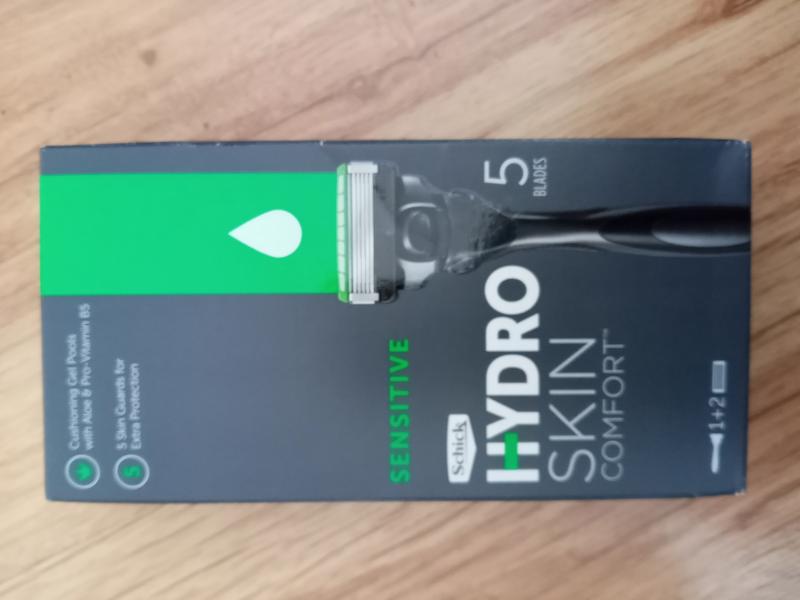 Cushioning Gel Pools
with Aloe & Pro-Vitamin B5
S
5 Skin Guards for
Extra Protection
SENSITIVE
Schick
HYDRO
SKIN
COMFORT™
5
BLADES
1+2